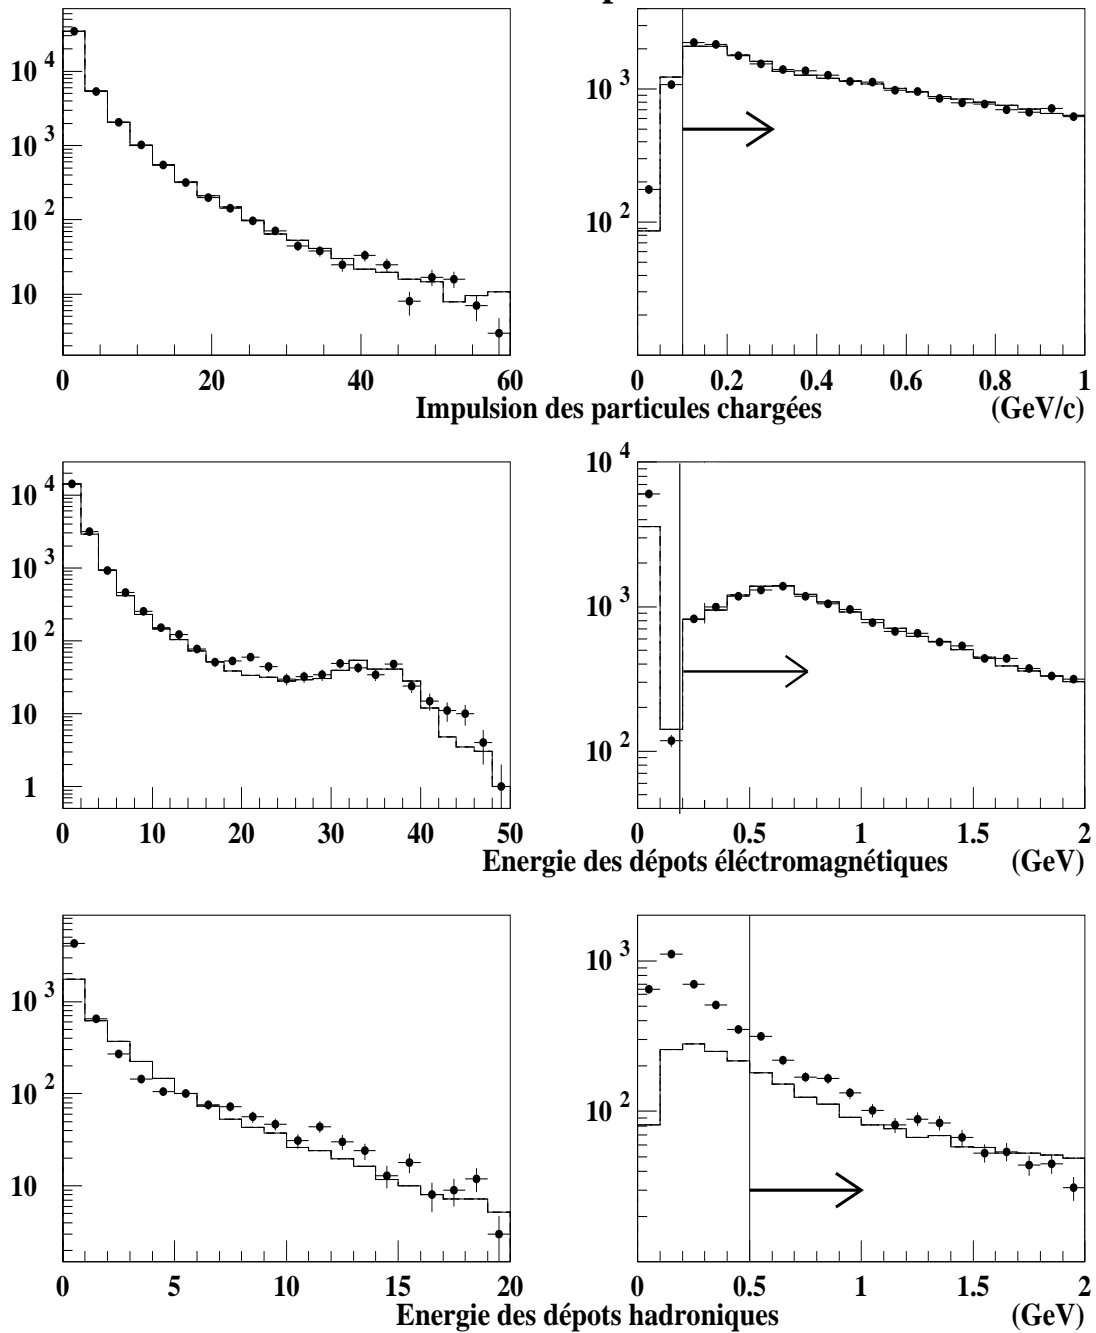 p
10 4
10 3
10 2
10
0 20 40 60
10 3
10 2
0 0.2 0.4 0.6 0.8 1
Impulsion des particules chargées (GeV/c)
10 4
10 3
10 2
10
1
0 10 20 30 40 50
10 4
10 3
10 2
0 0.5 1 1.5 2
Energie des dépots éléctromagnétiques (GeV)
10 3
10 2
10
0 5 10 15 20
10 3
10 2
0 0.5 1 1.5 2
Energie des dépots hadroniques (GeV)